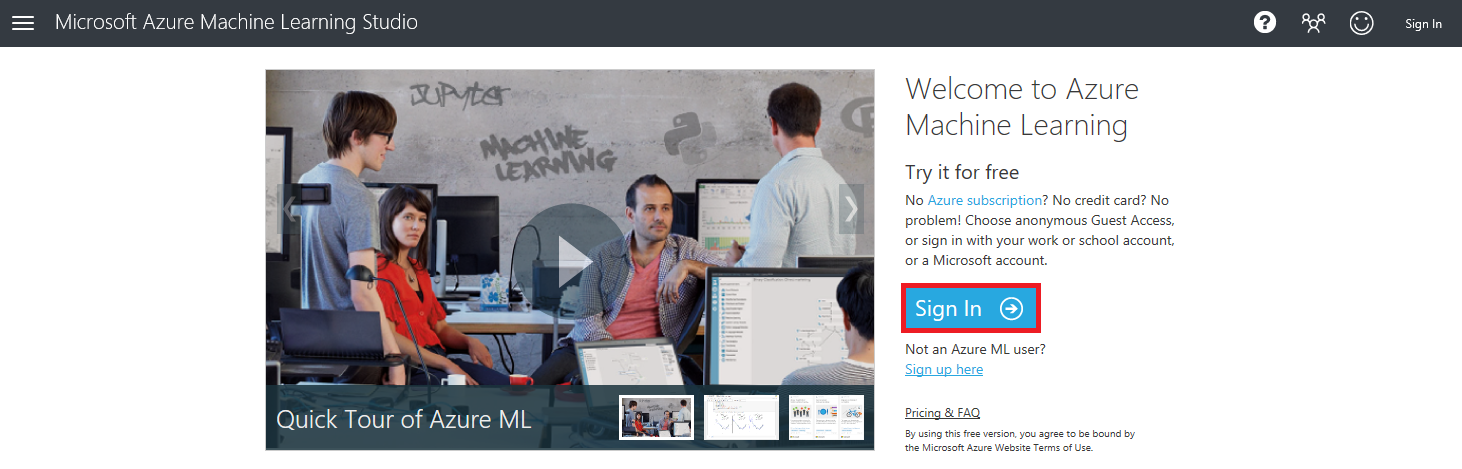 Microsoft Azure Machine Learning Studio
Sign In
JUPYTER
MACHINE
LEARNING
R
Quick Tour of Azure ML
Welcome to Azure
Machine Learning
Try it for free
No Azure subscription? No credit card? No
problem! Choose anonymous Guest Access,
or sign in with your work or school account,
or a Microsoft account.
Sign In
Not an Azure ML user?
Sign up here
Pricing & FAQ
By using this free version, you agree to be bound by
the Microsoft Azure Website Terms of Use.